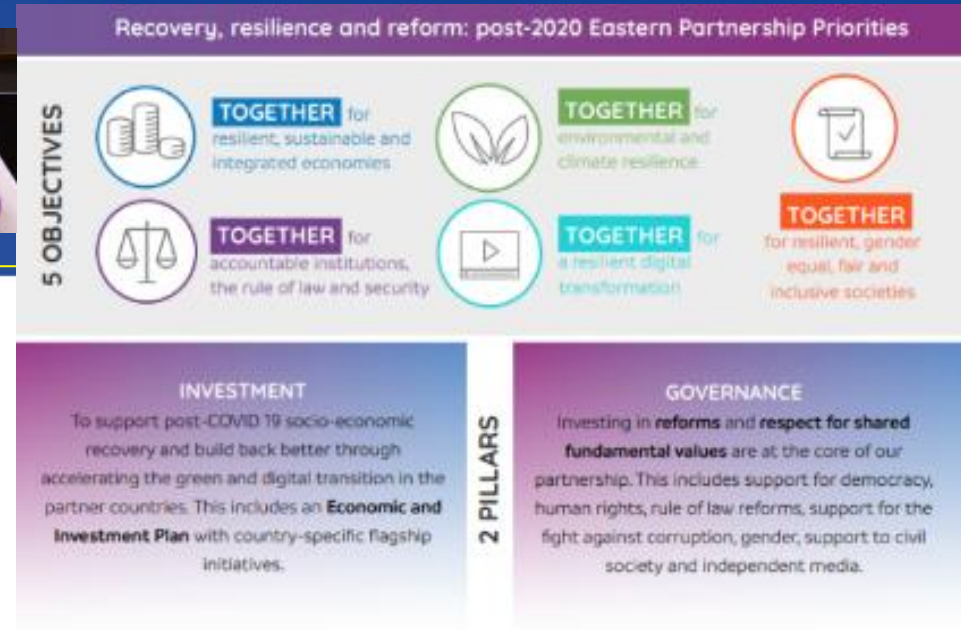 Recovery, resilience and reform: post-2020 Eastern Partnership Priorities
5 OBJECTIVES
TOGETHER for
resilient, sustainable and
integrated economies
TOGETHER for
environmental and
climate resilience
TOGETHER for
accountable institutions,
the rule of law and security
TOGETHER for
a resilient digital
transformation
TOGETHER
for resilient, gender
equal, fair and
inclusive societies
INVESTMENT
To support post-COVID 19 socio-economic
recovery and build back better through
accelerating the green and digital transition in the
partner countries. This includes an Economic and
Investment Plan with country-specific flagship
initiatives.
2 PILLARS
GOVERNANCE
Investing in reforms and respect for shared
fundamental values are at the core of our
partnership. This includes support for democracy,
human rights, rule of law reforms, support for the
fight against corruption, gender, support to civil
society and independent media.